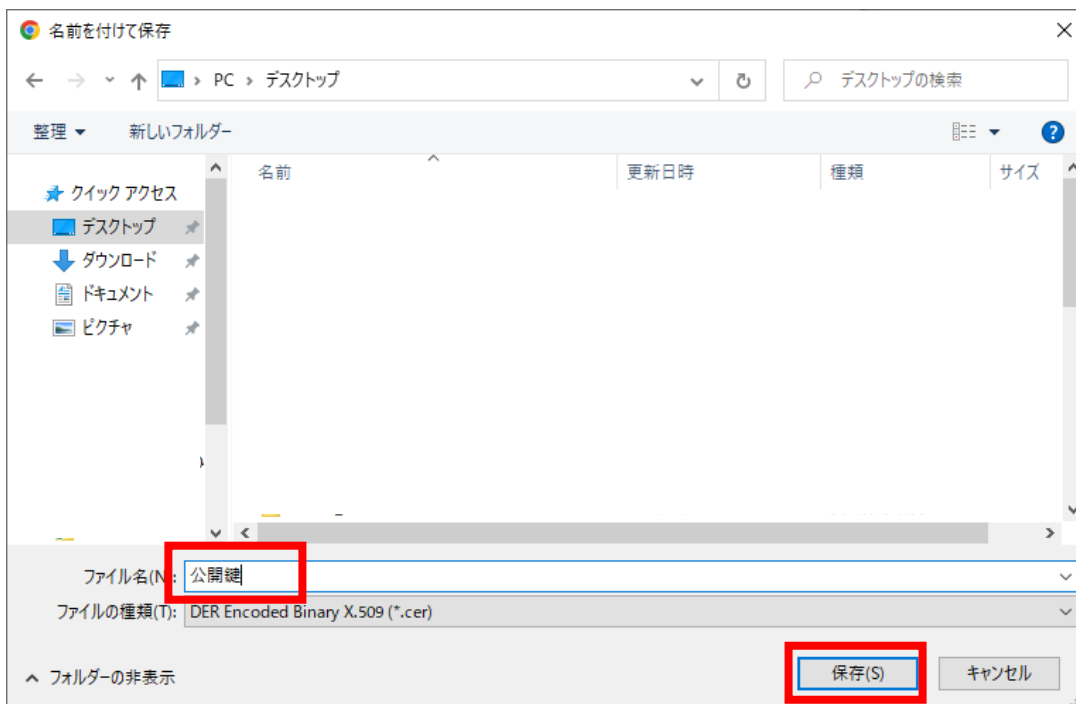 名前を付けて保存
PC > デスクトップ
デスクトップの検索
整理
新しいフォルダー
名前
更新日時
種類
サイズ
クイック アクセス
デスクトップ
ダウンロード
ドキュメント
ピクチャ
ファイル名(N):
公開鍵
ファイルの種類(T):
DER Encoded Binary X.509 (*.cer)
フォルダーの非表示
保存(S)
キャンセル